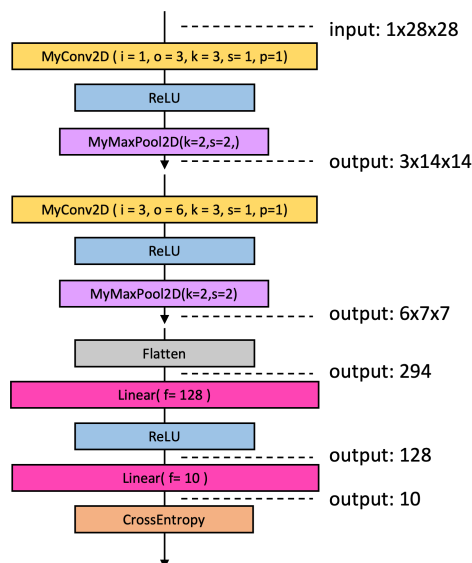 input: 1x28x28
MyConv2D ( i = 1, o = 3, k = 3, s= 1, p=1)
ReLU
MyMaxPool2D(k=2,s=2,)
output: 3x14x14
MyConv2D ( i = 3, o = 6, k = 3, s= 1, p=1)
ReLU
MyMaxPool2D(k=2,s=2)
output: 6x7x7
Flatten
output: 294
Linear( f= 128 )
ReLU
output: 128
Linear( f= 10 )
output: 10
CrossEntropy